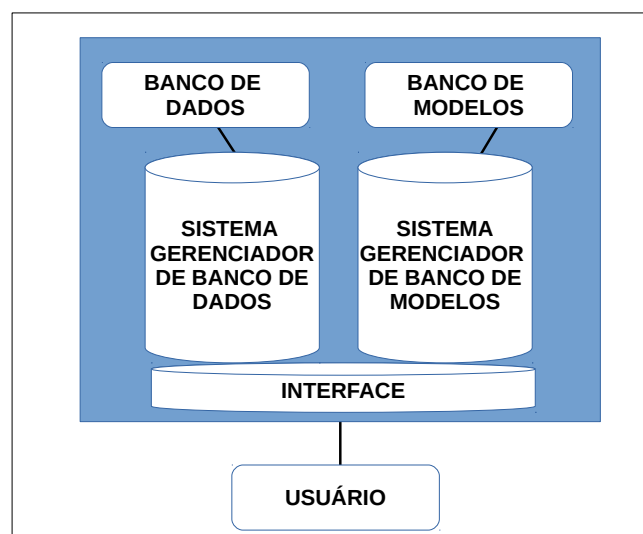 BANCO DE
DADOS
BANCO DE
MODELOS
SISTEMA
GERENCIADOR
DE BANCO DE
DADOS
SISTEMA
GERENCIADOR
DE BANCO DE
MODELOS
INTERFACE
USUÁRIO